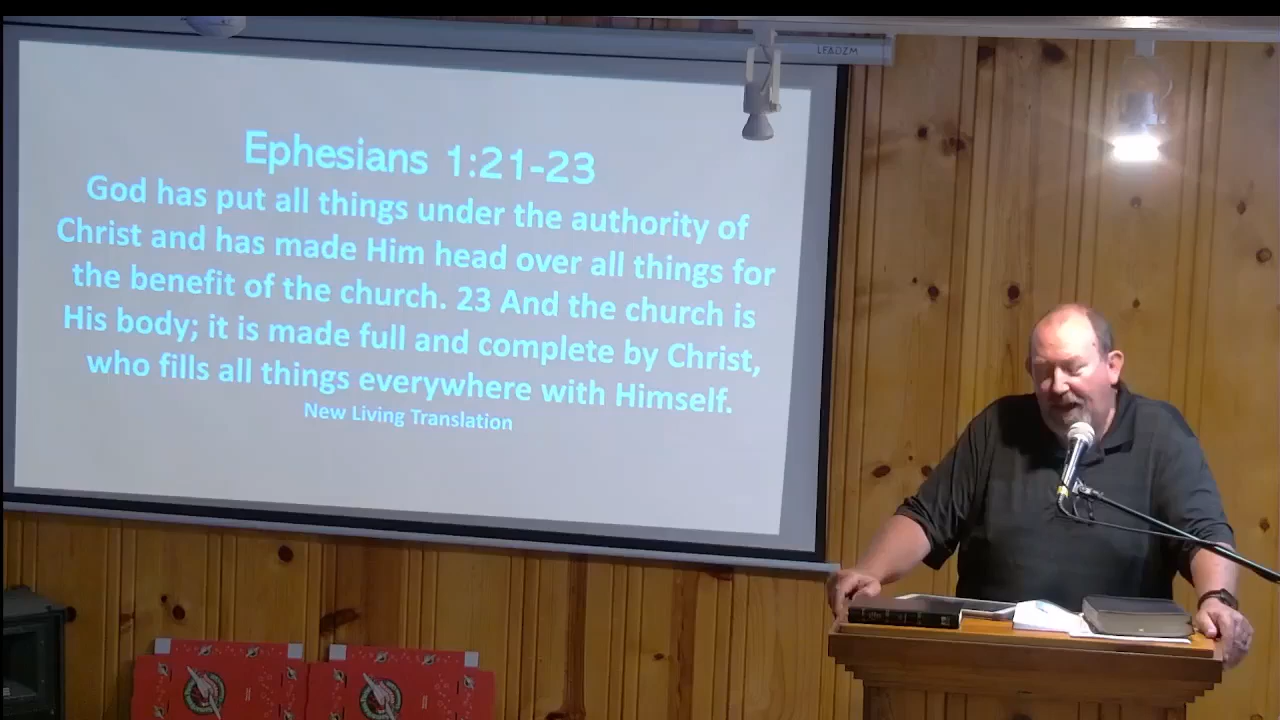 LEADZM
Ephesians 1:21-23
God has put all things under the authority of
Christ and has made Him head over all things for
the benefit of the church. 23 And the church is
His body; it is made full and complete by Christ,
who fills all things everywhere with Himself.
New Living Translation